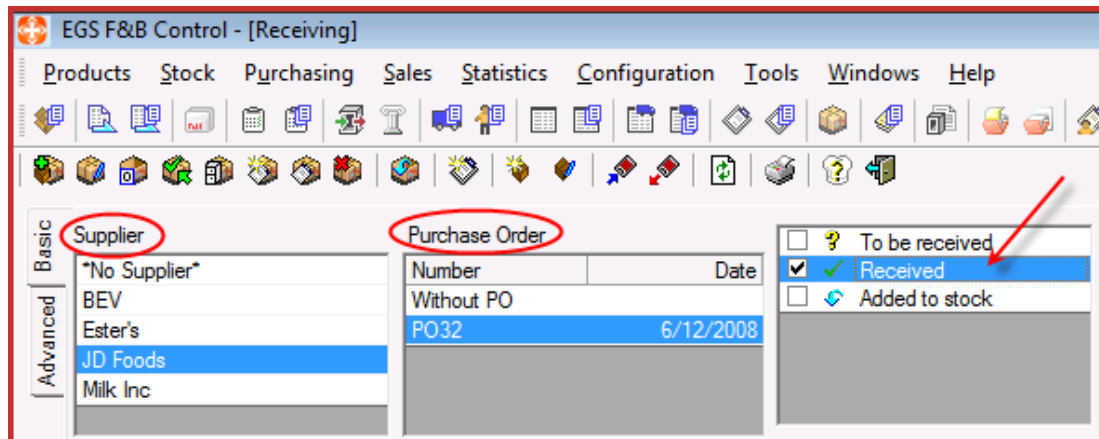 EGS F&B Control - [Receiving]
Products Stock Purchasing Sales Statistics Configuration Tools Windows Help
Basic
Advanced
Supplier
*No Supplier*
BEV
Ester's
JD Foods
Milk Inc
Purchase Order
Number Date
Without PO
PO32 6/12/2008
To be received
Received
Added to stock